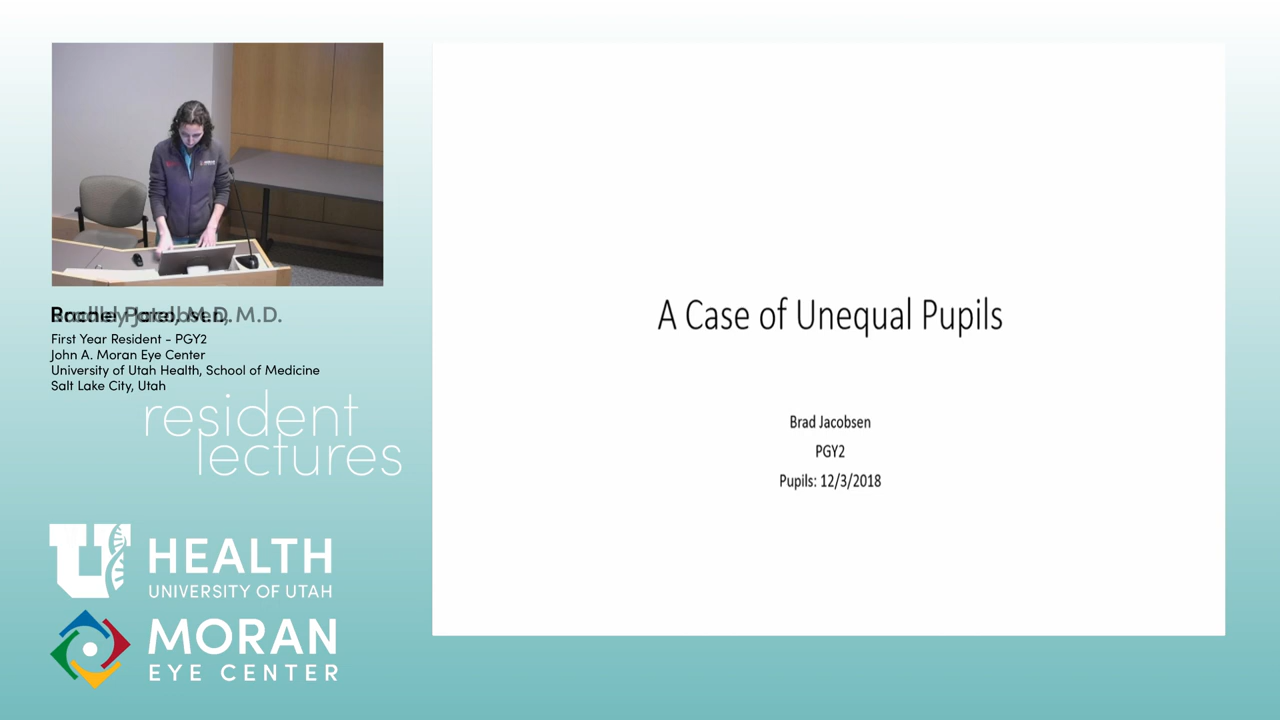 First Year Resident - PGY2
John A. Moran Eye Center
University of Utah Health, School of Medicine
Salt Lake City, Utah
resident
lectures
U HEALTH
UNIVERSITY OF UTAH
MORAN
EYE CENTER
A Case of Unequal Pupils
Brad Jacobsen
PGY2
Pupils: 12/3/2018